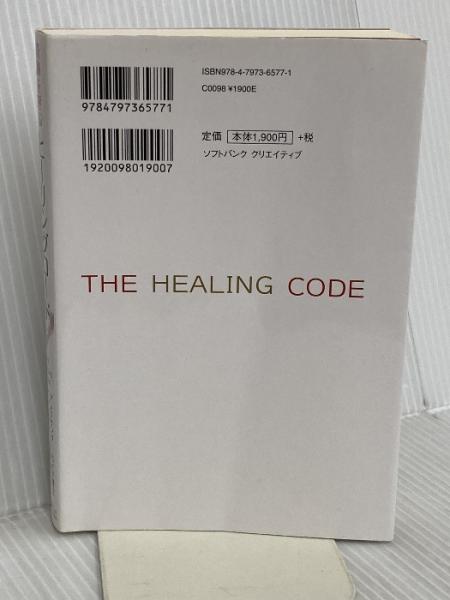 ISBN978-4-7973-6577-1
C0098 ¥1900E
9784797365771
定価 本体1,900円 +税
ソフトバンク クリエイティブ
1920098019007
THE HEALING CODE